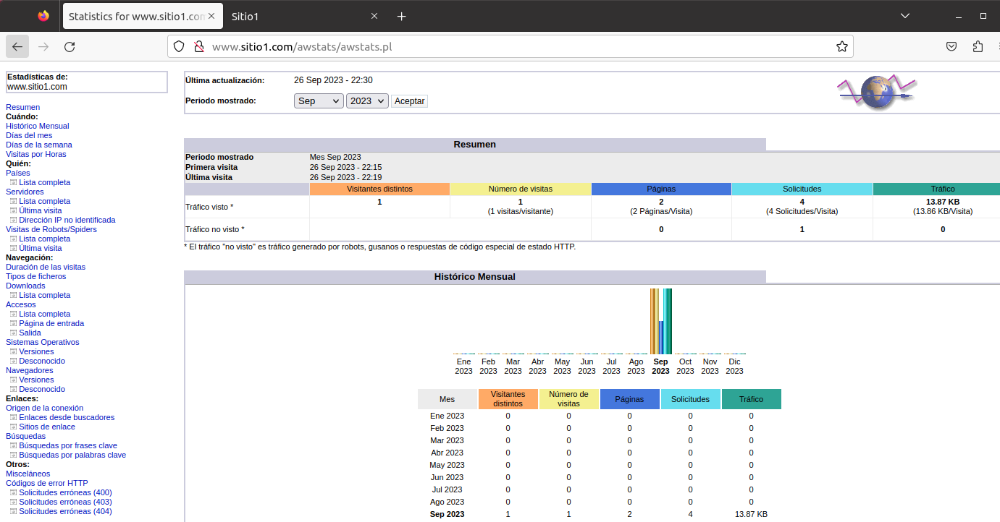 Statistics for www.sitio1.com
Sitio1
www.sitio1.com/awstats/awstats.pl
Estadísticas de:
www.sitio1.com
Resumen
Cuándo:
Histórico Mensual
Días del mes
Días de la semana
Visitas por Horas
Quién:
Países
Lista completa
Servidores
Lista completa
Última visita
Dirección IP no identificada
Visitas de Robots/Spiders
Lista completa
Última visita
Navegación:
Duración de las visitas
Tipos de ficheros
Downloads
Lista completa
Accesos
Lista completa
Página de entrada
Salida
Sistemas Operativos
Versiones
Desconocido
Navegadores
Versiones
Desconocido
Enlaces:
Origen de la conexión
Enlaces desde buscadores
Sitios de enlace
Búsquedas
Búsquedas por frases clave
Búsquedas por palabras clave
Otros:
Misceláneos
Códigos de error HTTP
Solicitudes erróneas (400)
Solicitudes erróneas (403)
Solicitudes erróneas (404)
Última actualización: 26 Sep 2023 - 22:30
Periodo mostrado: Sep 2023 Aceptar
Resumen
Periodo mostrado Mes Sep 2023
Primera visita 26 Sep 2023 - 22:15
Última visita 26 Sep 2023 - 22:19
Visitantes distintos Número de visitas Páginas Solicitudes Tráfico
Tráfico visto * 1 1 2 4 13.87 KB
(1 visitas/visitante) (2 Páginas/Visita) (4 Solicitudes/Visita) (13.86 KB/Visita)
Tráfico no visto * 0 1 0
* El tráfico "no visto" es tráfico generado por robots, gusanos o respuestas de código especial de estado HTTP.
Histórico Mensual
Ene Feb Mar Abr May Jun Jul Ago Sep Oct Nov Dic
2023 2023 2023 2023 2023 2023 2023 2023 2023 2023 2023 2023
Mes Visitantes distintos Número de visitas Páginas Solicitudes Tráfico
Ene 2023 0 0 0 0 0
Feb 2023 0 0 0 0 0
Mar 2023 0 0 0 0 0
Abr 2023 0 0 0 0 0
May 2023 0 0 0 0 0
Jun 2023 0 0 0 0 0
Jul 2023 0 0 0 0 0
Ago 2023 0 0 0 0 0
Sep 2023 1 1 2 4 13.87 KB